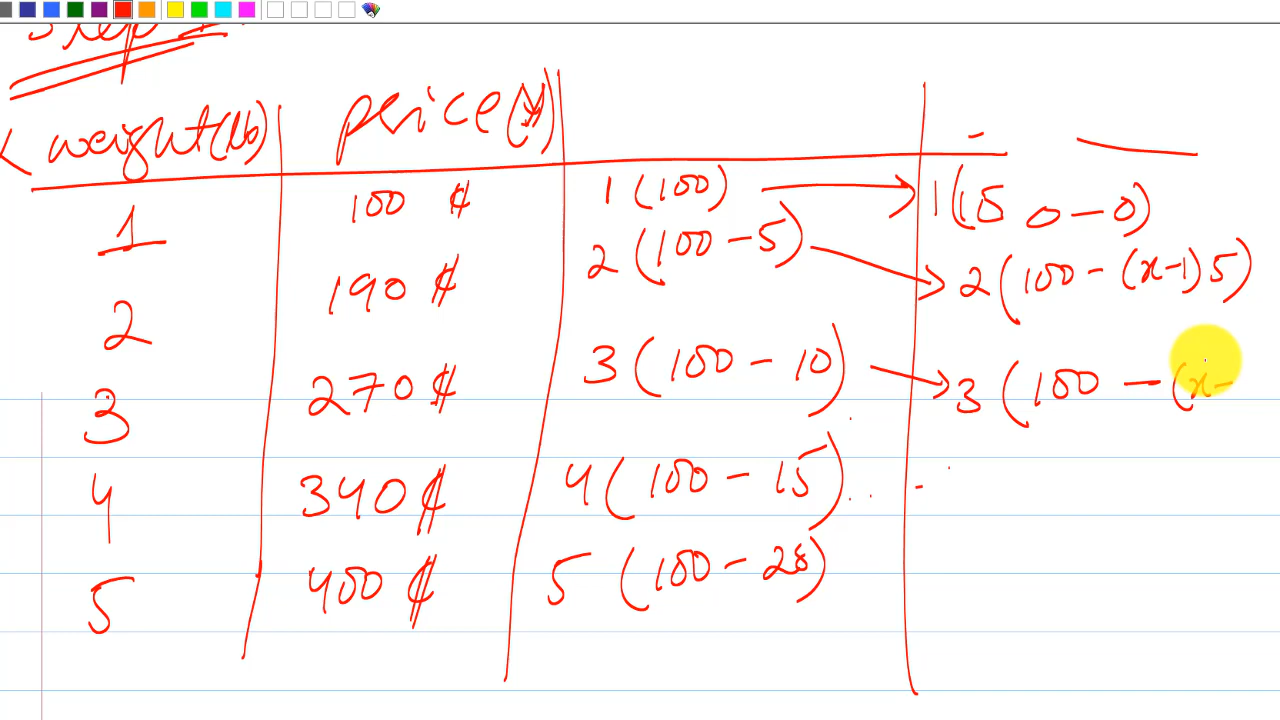 Step
weight(lb) price(¢)
1 100 ¢ 1(100) 1(100-0)
2 190 ¢ 2(100-5) 2(100-(x-1)5)
3 270 ¢ 3(100-10) 3(100-(x-
4 340 ¢ 4(100-15)
5 400 ¢ 5(100-20)